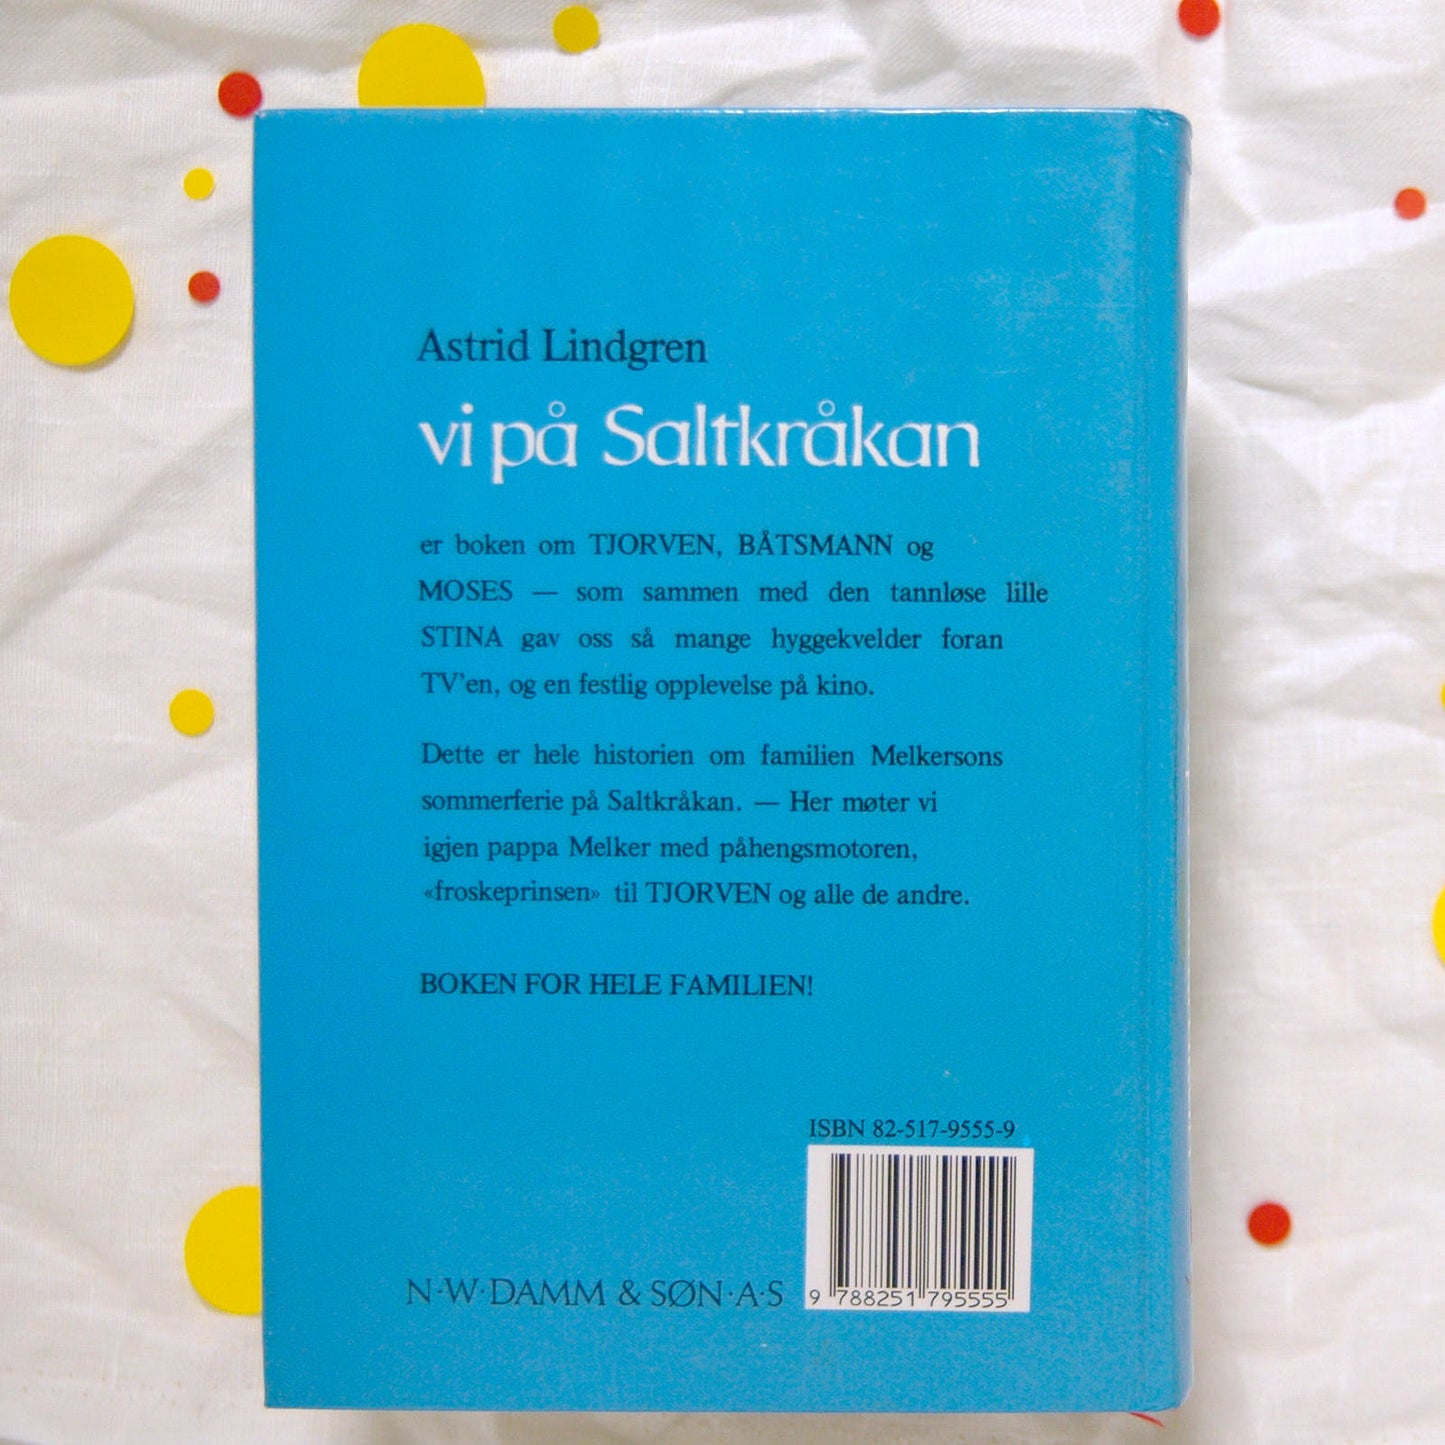 Astrid Lindgren
vi på Saltkråkan
er boken om TJORVEN, BÅTSMANN og
MOSES — som sammen med den tannløse lille
STINA gav oss så mange hyggekvelder foran
TV'en, og en festlig opplevelse på kino.
Dette er hele historien om familien Melkersons
sommerferie på Saltkråkan. — Her møter vi
igjen pappa Melker med påhengsmotoren,
«froskeprinsen» til TJORVEN og alle de andre.
BOKEN FOR HELE FAMILIEN!
ISBN 82-517-9555-9
N·W·DAMM & SØN·A·S
9 788251 795555